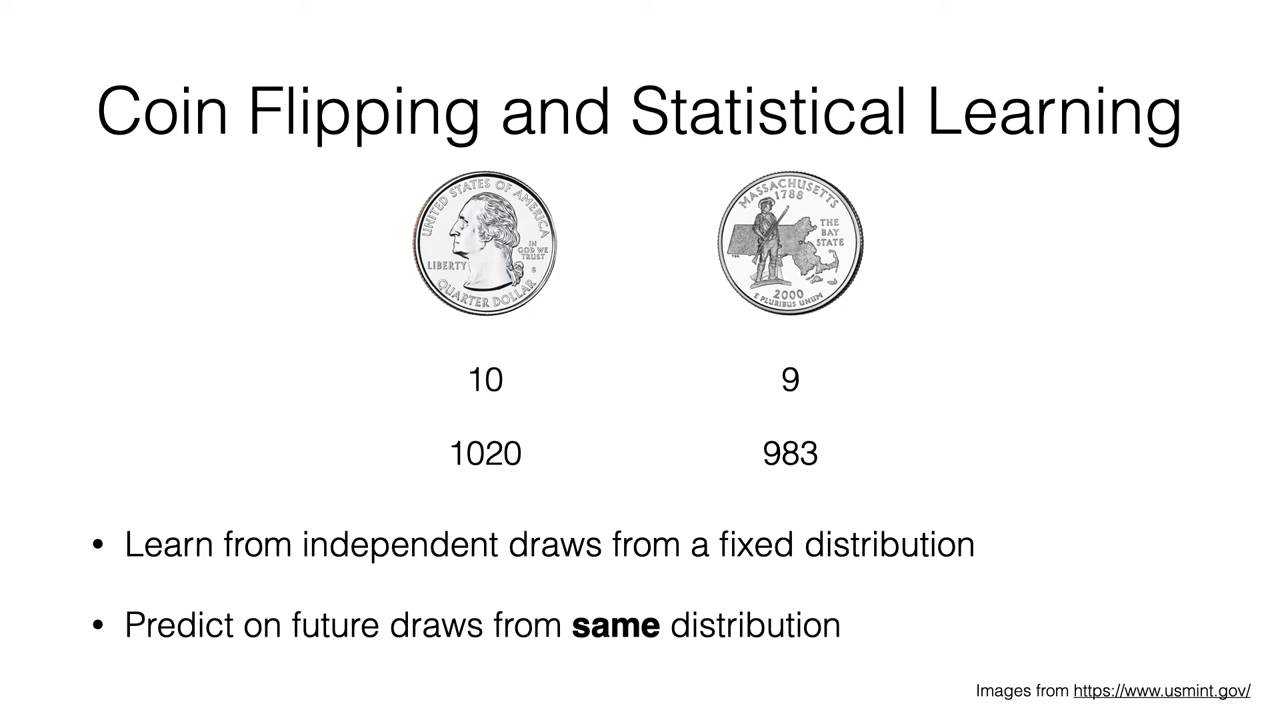 Coin Flipping and Statistical Learning
UNITED STATES OF AMERICA
IN
GOD WE
TRUST
LIBERTY
S
QUARTER DOLLAR
MASSACHUSETTS
1788
THE
BAY
STATE
2000
E PLURIBUS UNUM
10 9
1020 983
• Learn from independent draws from a fixed distribution
• Predict on future draws from same distribution
Images from https://www.usmint.gov/